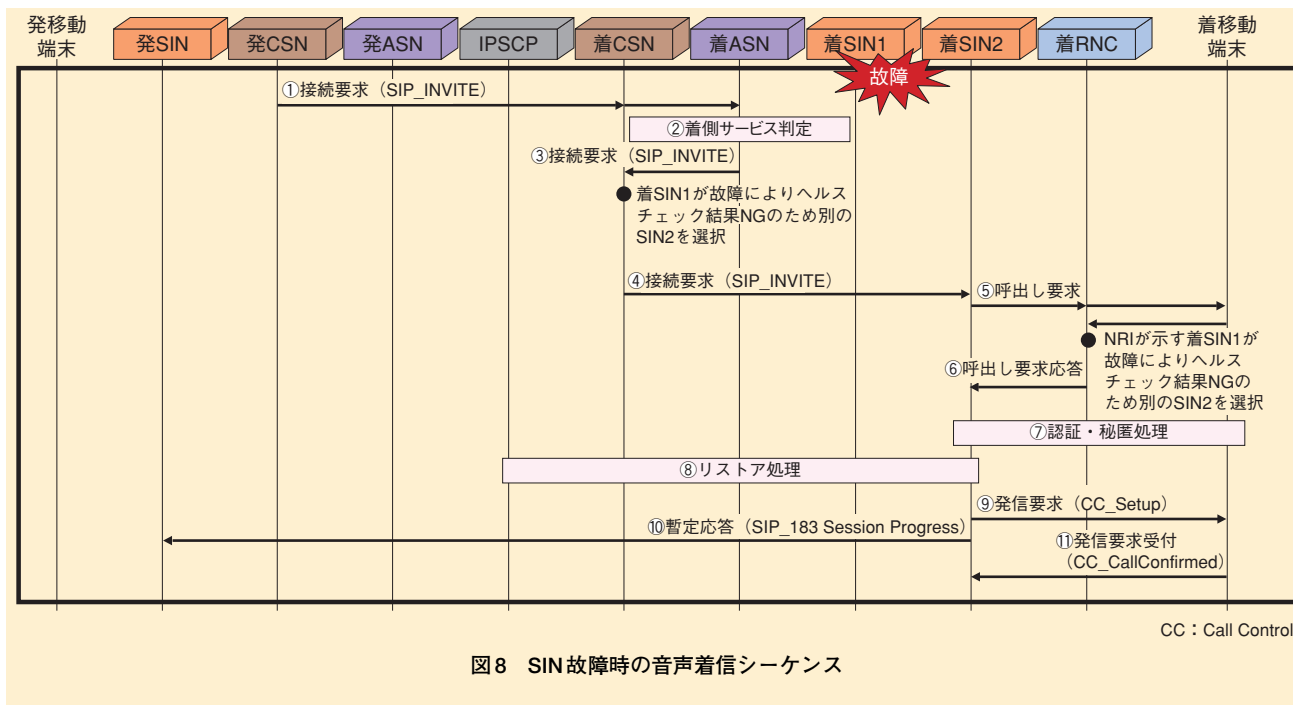 発移動
端末
発SIN
発CSN
発ASN
IPSCP
着CSN
着ASN
着SIN1
着SIN2
着RNC
着移動
端末
故障
①接続要求（SIP_INVITE）
②着側サービス判定
③接続要求（SIP_INVITE）
●着SIN1が故障によりヘルス
チェック結果NGのため別の
SIN2を選択
④接続要求（SIP_INVITE）
⑤呼出し要求
●NRIが示す着SIN1が
故障によりヘルス
チェック結果NGの
ため別のSIN2を選択
⑥呼出し要求応答
⑦認証・秘匿処理
⑧リストア処理
⑨発信要求（CC_Setup）
⑩暫定応答（SIP_183 Session Progress）
⑪発信要求受付
（CC_CallConfirmed）
CC：Call Control
図8 SIN故障時の音声着信シーケンス